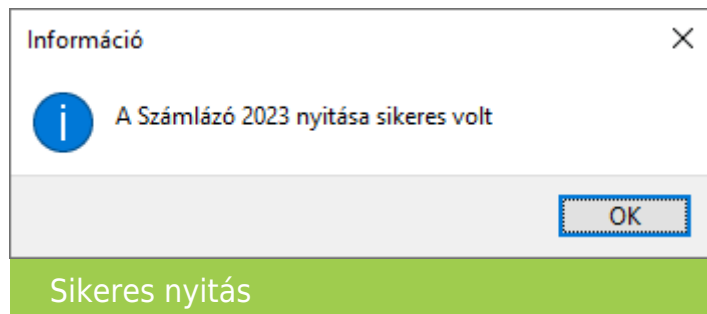 Információ
A Számlázó 2023 nyitása sikeres volt
OK
Sikeres nyitás